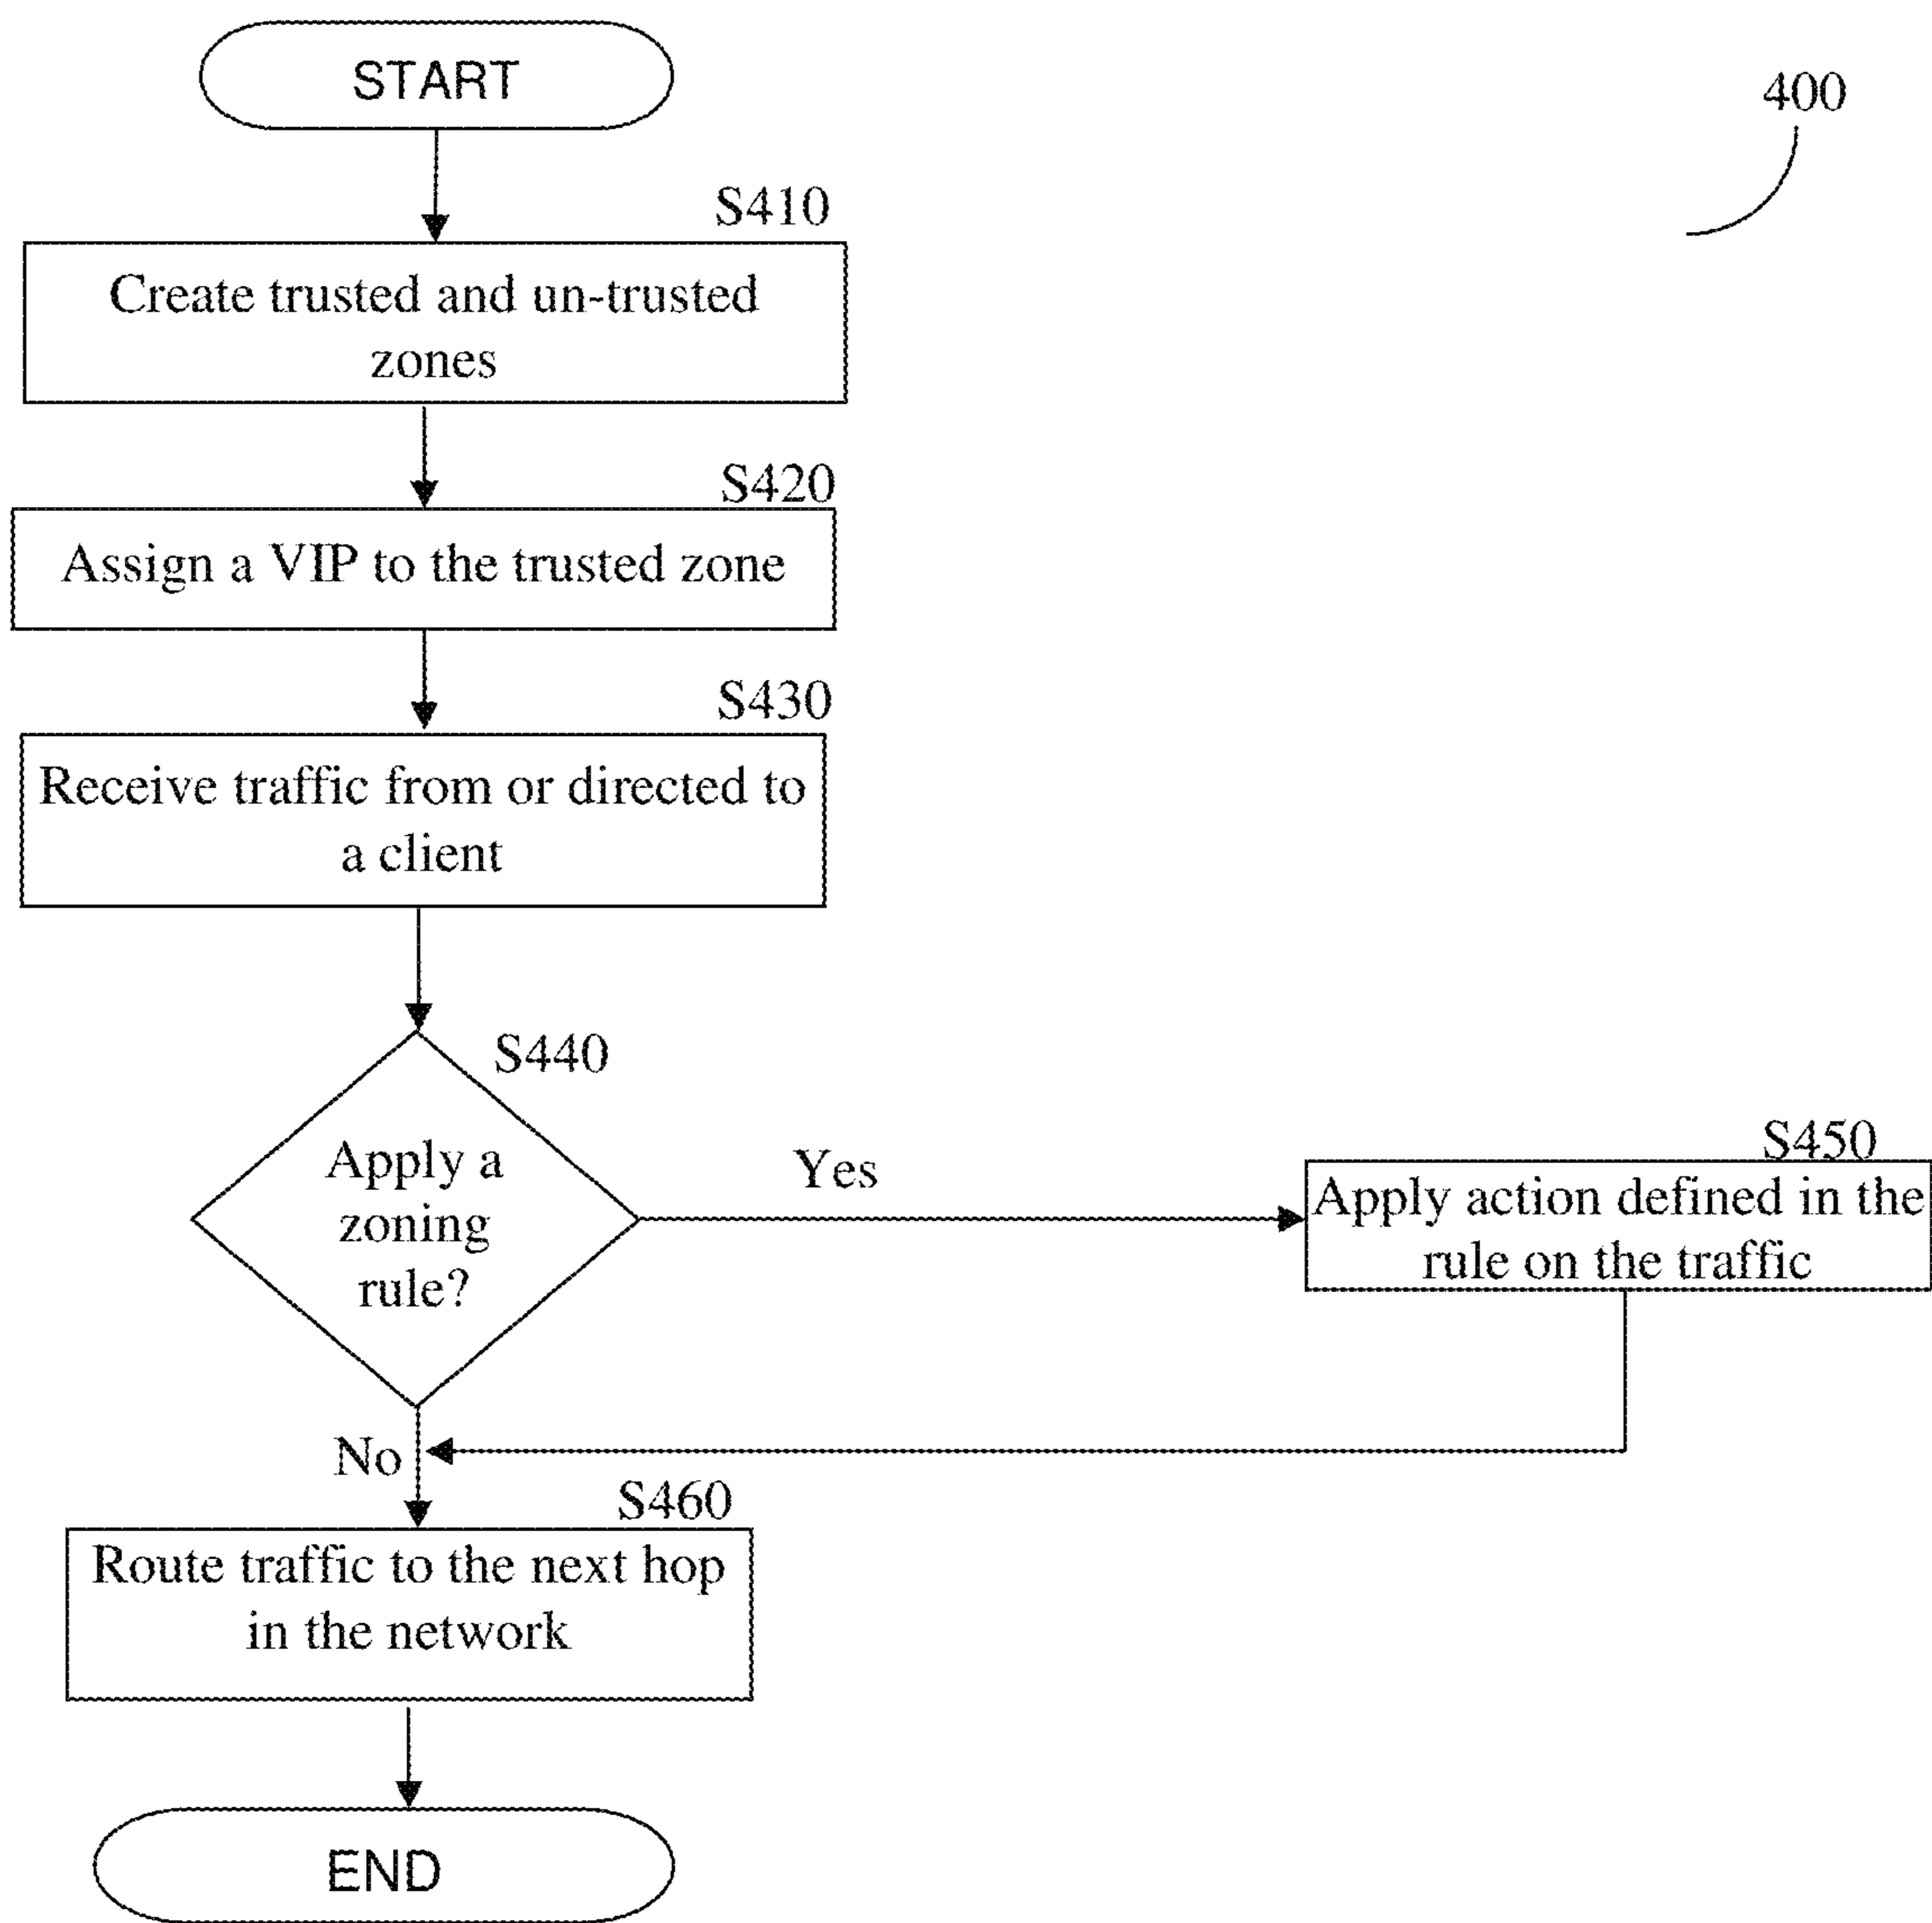 START
400
S410
Create trusted and un-trusted
zones
S420
Assign a VIP to the trusted zone
S430
Receive traffic from or directed to
a client
S440
Apply a
zoning
rule?
Yes
S450
Apply action defined in the
rule on the traffic
No
S460
Route traffic to the next hop
in the network
END